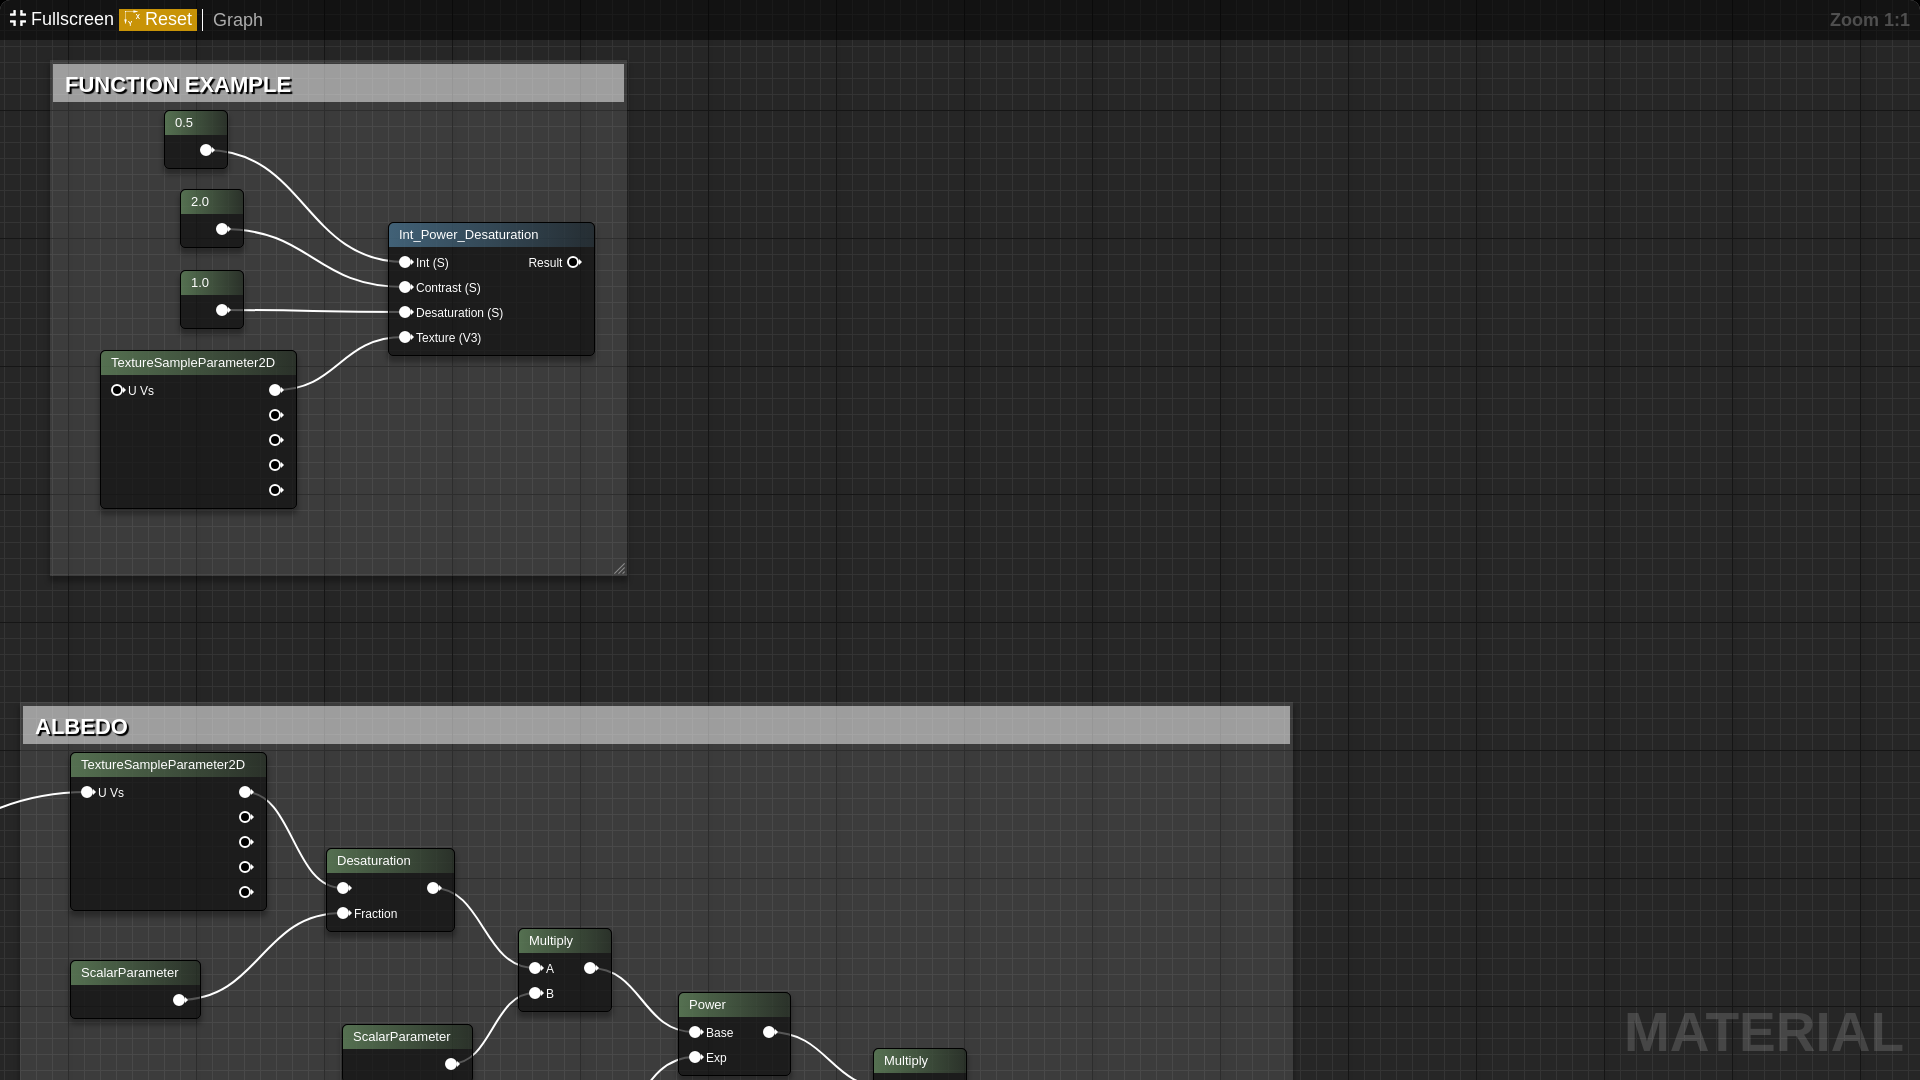 Fullscreen Reset Graph Zoom 1:1
FUNCTION EXAMPLE
0.5
2.0
Int_Power_Desaturation
Int (S) Result
1.0
Contrast (S)
Desaturation (S)
Texture (V3)
TextureSampleParameter2D
U Vs
ALBEDO
TextureSampleParameter2D
U Vs
Desaturation
Fraction
Multiply
A
B
ScalarParameter
Power
Base
Exp
ScalarParameter
Multiply
MATERIAL